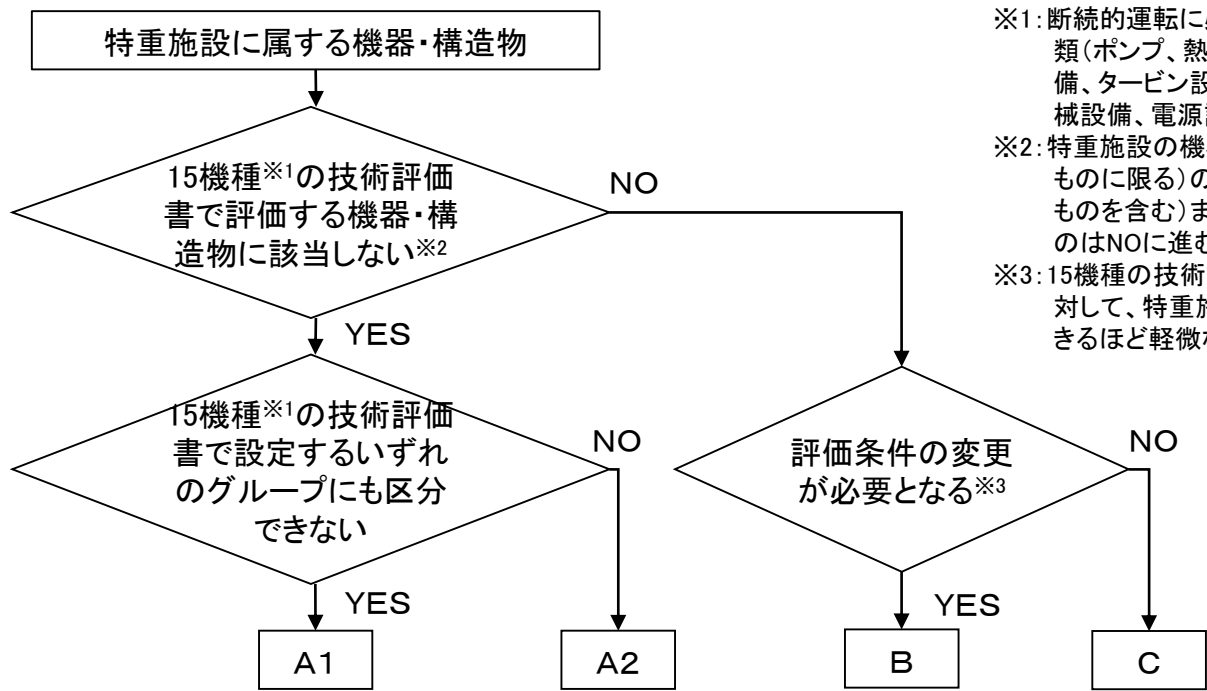 特重施設に属する機器・構造物
15機種※1の技術評価
書で評価する機器・構
造物に該当しない※2
NO
YES
15機種※1の技術評価
書で設定するいずれ
のグループにも区分
できない
NO
YES
評価条件の変更
が必要となる※3
NO
YES
A1
A2
B
C
※1:断続的運転に
類(ポンプ、熱
備、タービン設
械設備、電源
※2:特重施設の機
ものに限る)の
ものを含む)ま
のはNOに進む
※3:15機種の技術
対して、特重施
きるほど軽微な